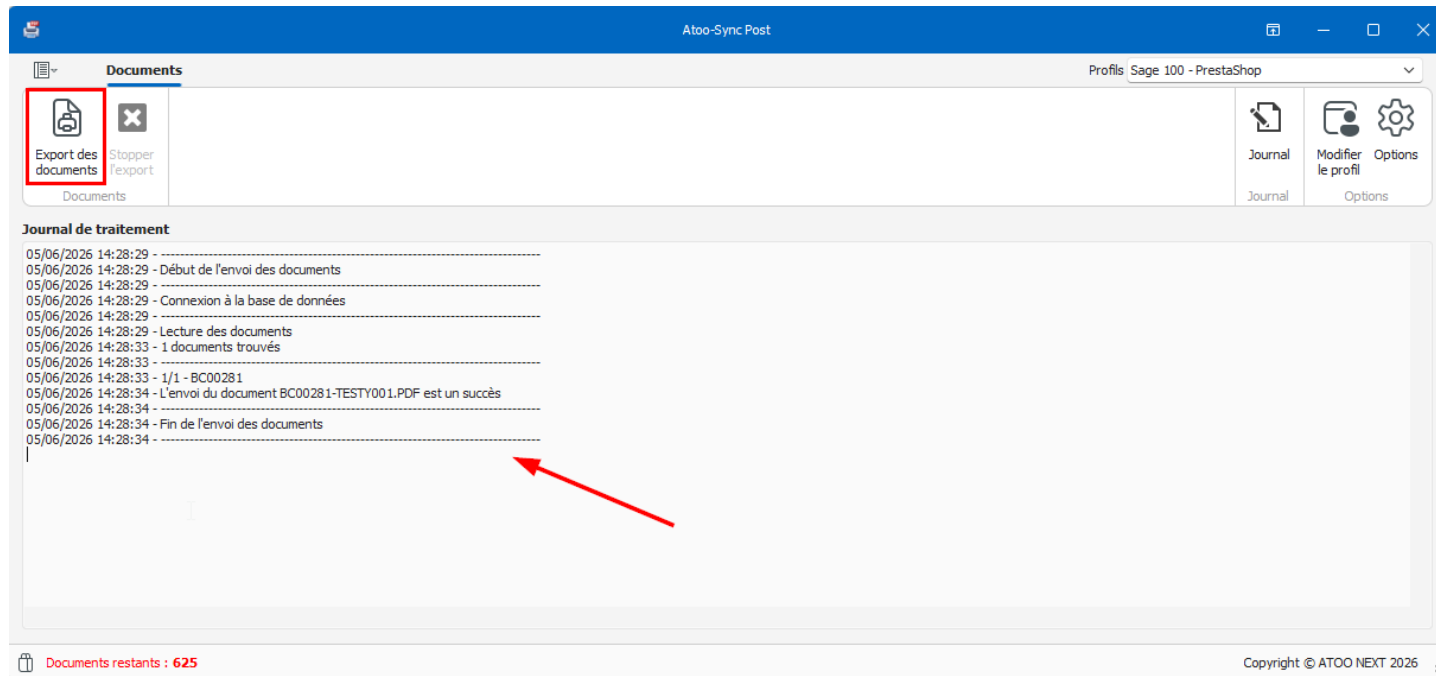 Atoo-Sync Post
Documents
Profils Sage 100 - PrestaShop
Export des documents
Stopper l'export
Journal
Modifier le profil
Options
Documents
Journal
Options
Journal de traitement
05/06/2026 14:28:29 - -------------------------------------------------------------------------------
05/06/2026 14:28:29 - Début de l'envoi des documents
05/06/2026 14:28:29 - -------------------------------------------------------------------------------
05/06/2026 14:28:29 - Connexion à la base de données
05/06/2026 14:28:29 - -------------------------------------------------------------------------------
05/06/2026 14:28:29 - Lecture des documents
05/06/2026 14:28:33 - 1 documents trouvés
05/06/2026 14:28:33 - -------------------------------------------------------------------------------
05/06/2026 14:28:33 - 1/1 - BC00281
05/06/2026 14:28:34 - L'envoi du document BC00281-TESTY001.PDF est un succès
05/06/2026 14:28:34 - -------------------------------------------------------------------------------
05/06/2026 14:28:34 - Fin de l'envoi des documents
05/06/2026 14:28:34 - -------------------------------------------------------------------------------
Documents restants : 625
Copyright © ATOO NEXT 2026